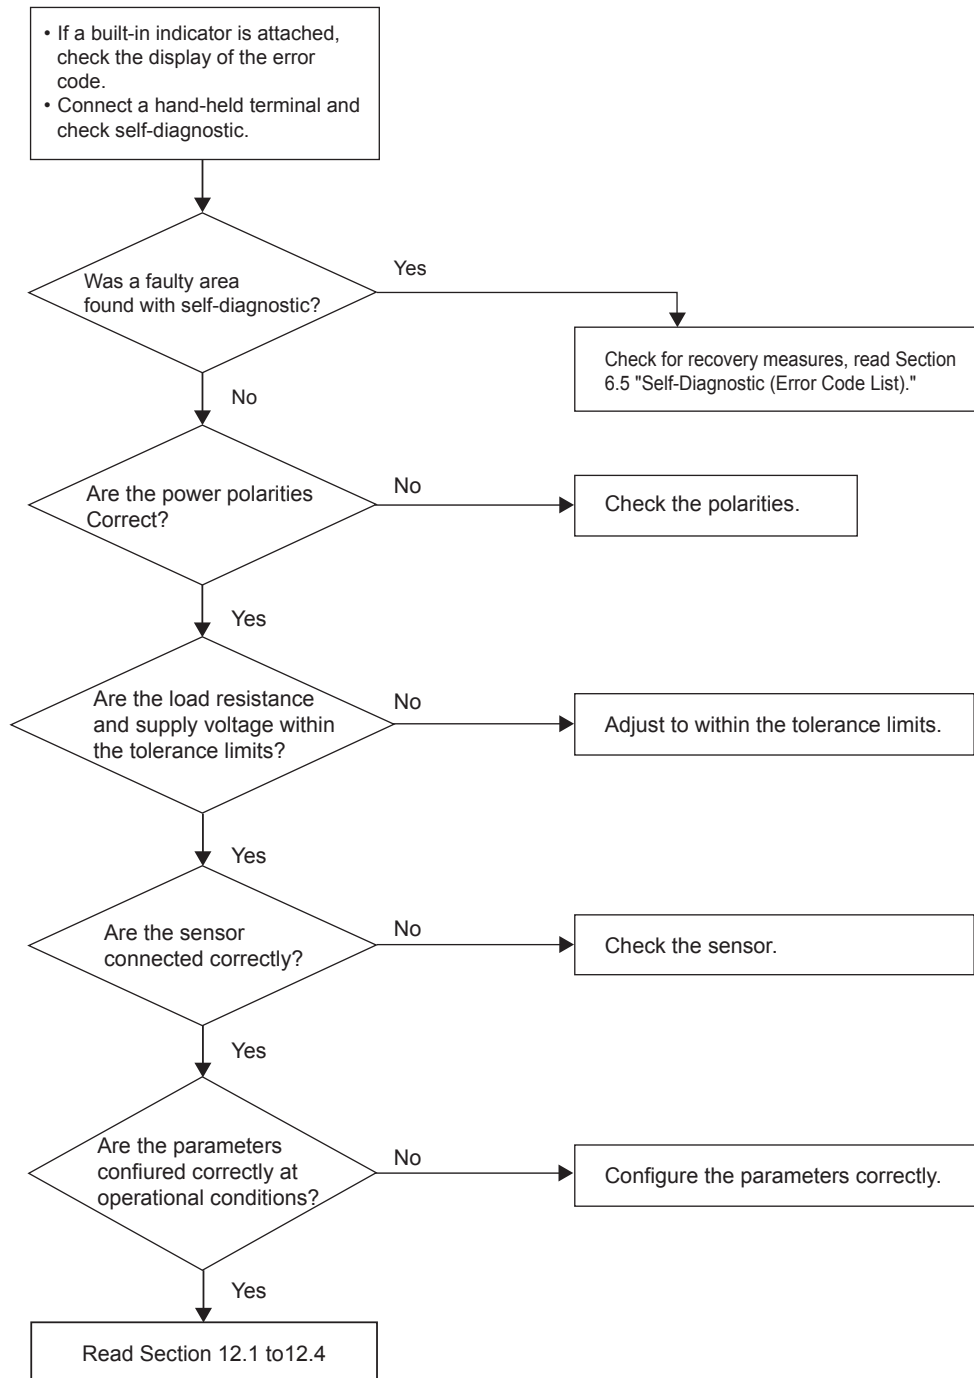 • If a built-in indicator is attached,
check the display of the error
code.
• Connect a hand-held terminal and
check self-diagnostic.
Was a faulty area
found with self-diagnostic?
Yes
Check for recovery measures, read Section
6.5 "Self-Diagnostic (Error Code List)."
No
Are the power polarities
Correct?
No
Check the polarities.
Yes
Are the load resistance
and supply voltage within
the tolerance limits?
No
Adjust to within the tolerance limits.
Yes
Are the sensor
connected correctly?
No
Check the sensor.
Yes
Are the parameters
confiured correctly at
operational conditions?
No
Configure the parameters correctly.
Yes
Read Section 12.1 to12.4